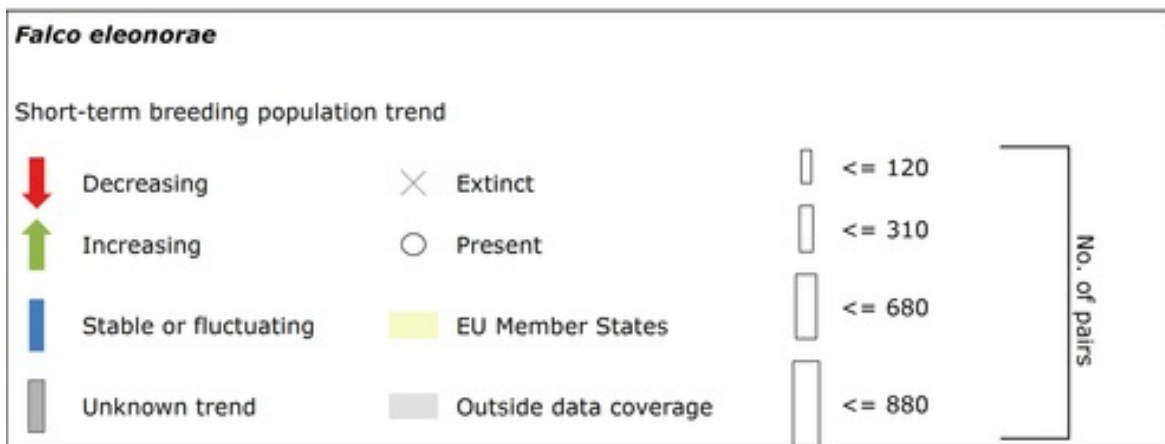 Falco eleonorae
Short-term breeding population trend
Decreasing
Extinct
<= 120
Increasing
Present
<= 310
Stable or fluctuating
EU Member States
<= 680
Unknown trend
Outside data coverage
<= 880
No. of pairs